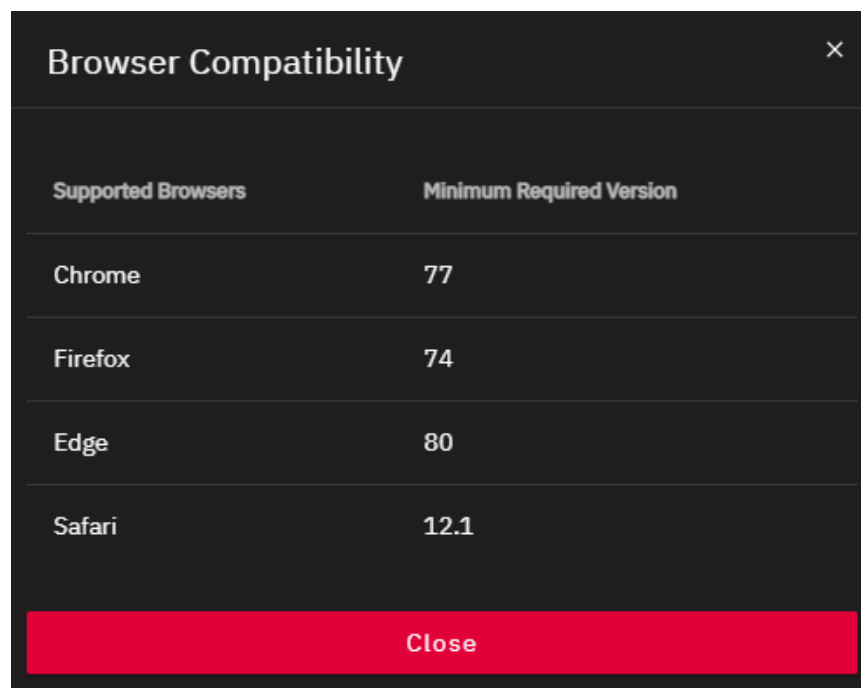 Browser Compatibility ×
Supported Browsers Minimum Required Version
Chrome 77
Firefox 74
Edge 80
Safari 12.1
Close